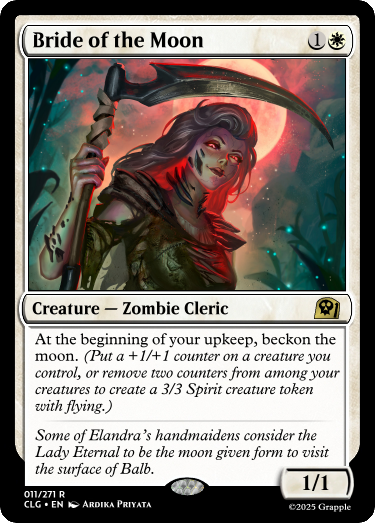 Bride of the Moon 1
Creature — Zombie Cleric
At the beginning of your upkeep, beckon the
moon. (Put a +1/+1 counter on a creature you
control, or remove two counters from among your
creatures to create a 3/3 Spirit creature token
with flying.)
Some of Elandra's handmaidens consider the
Lady Eternal to be the moon given form to visit
the surface of Balb.
1/1
011/271 R
CLG • EN Ardika Priyata
©2025 Grapple